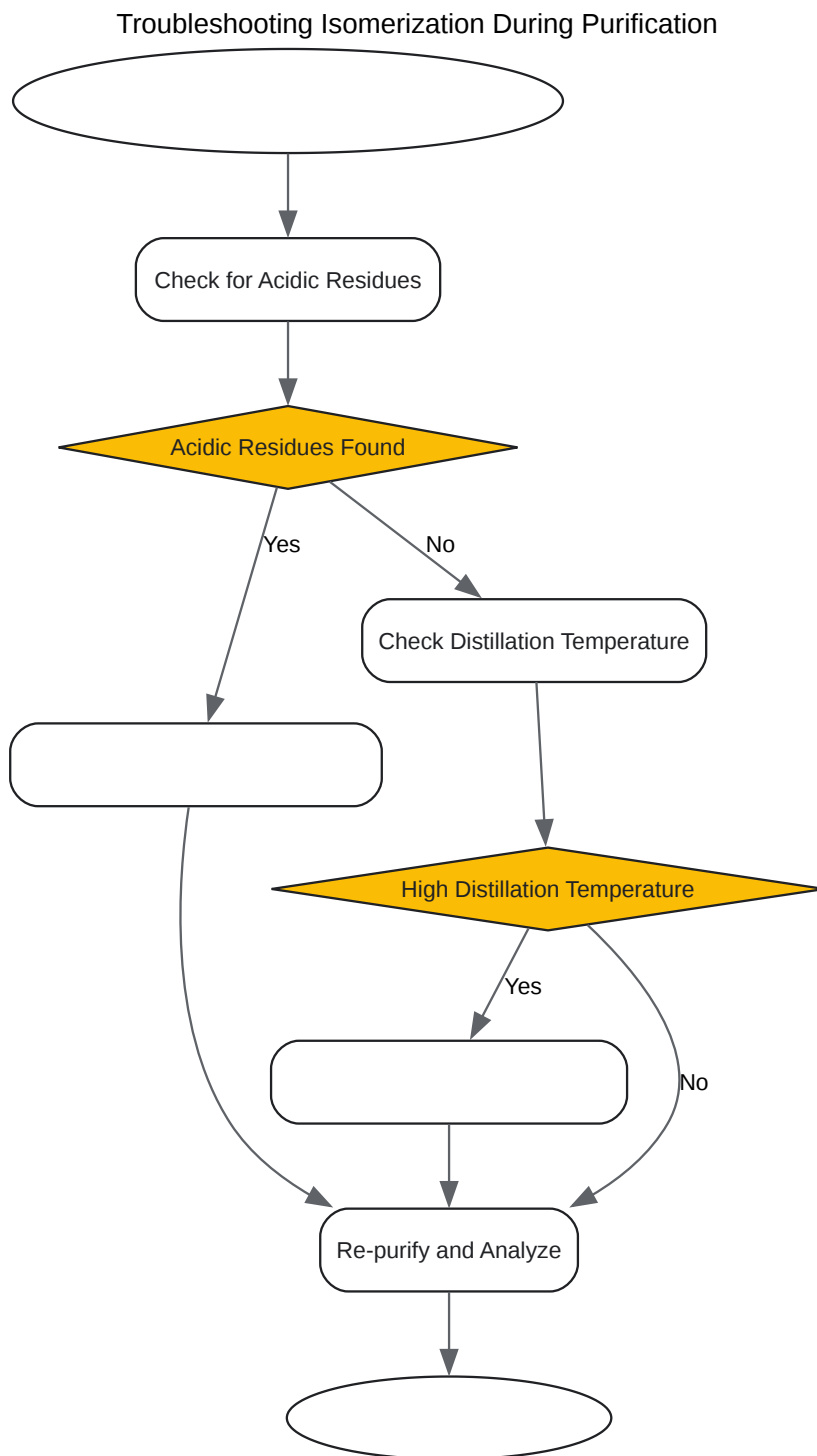 Troubleshooting Isomerization During Purification
Check for Acidic Residues
Acidic Residues Found
Yes
No
Check Distillation Temperature
High Distillation Temperature
Yes
No
Re-purify and Analyze